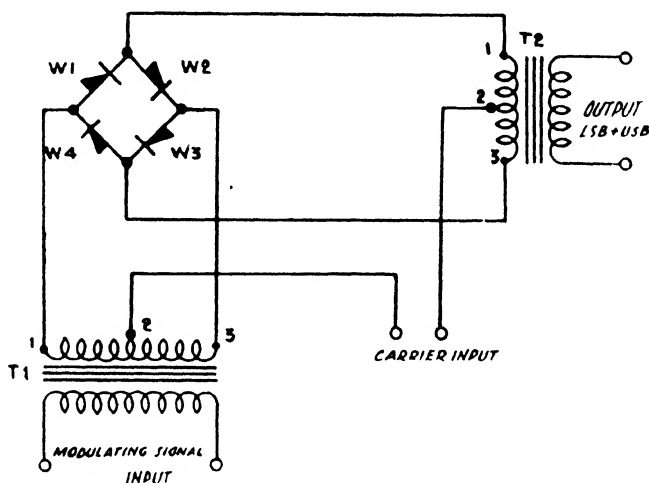 W1
W2
W4
W3
1
T2
2
3
OUTPUT
LSB+USB
1
2
3
T1
CARRIER INPUT
MODULATING SIGNAL
INPUT